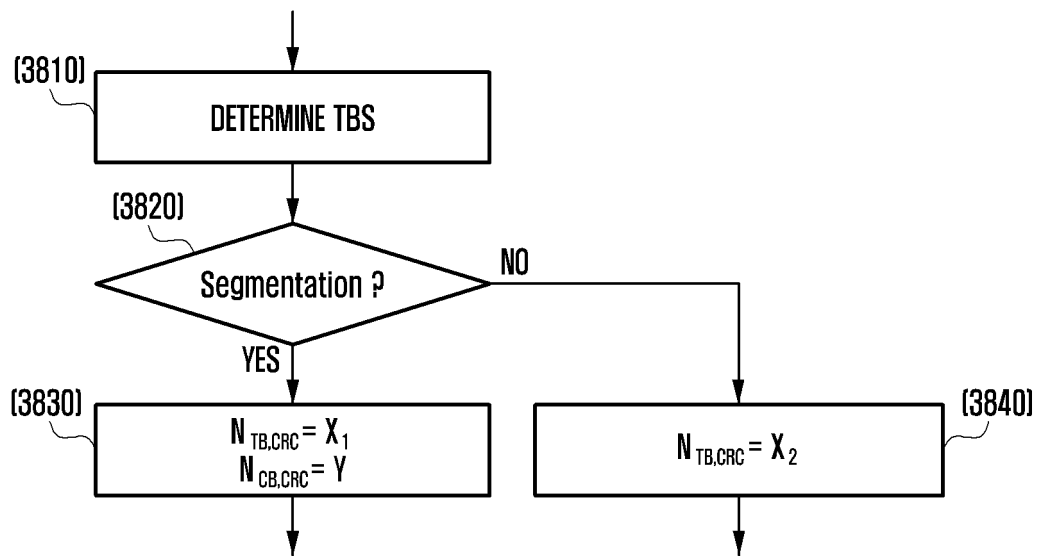 (3810)
DETERMINE TBS
(3820)
Segmentation ?
NO
YES
(3830)
N TB,CRC = X 1
N CB,CRC = Y
(3840)
N TB,CRC = X 2